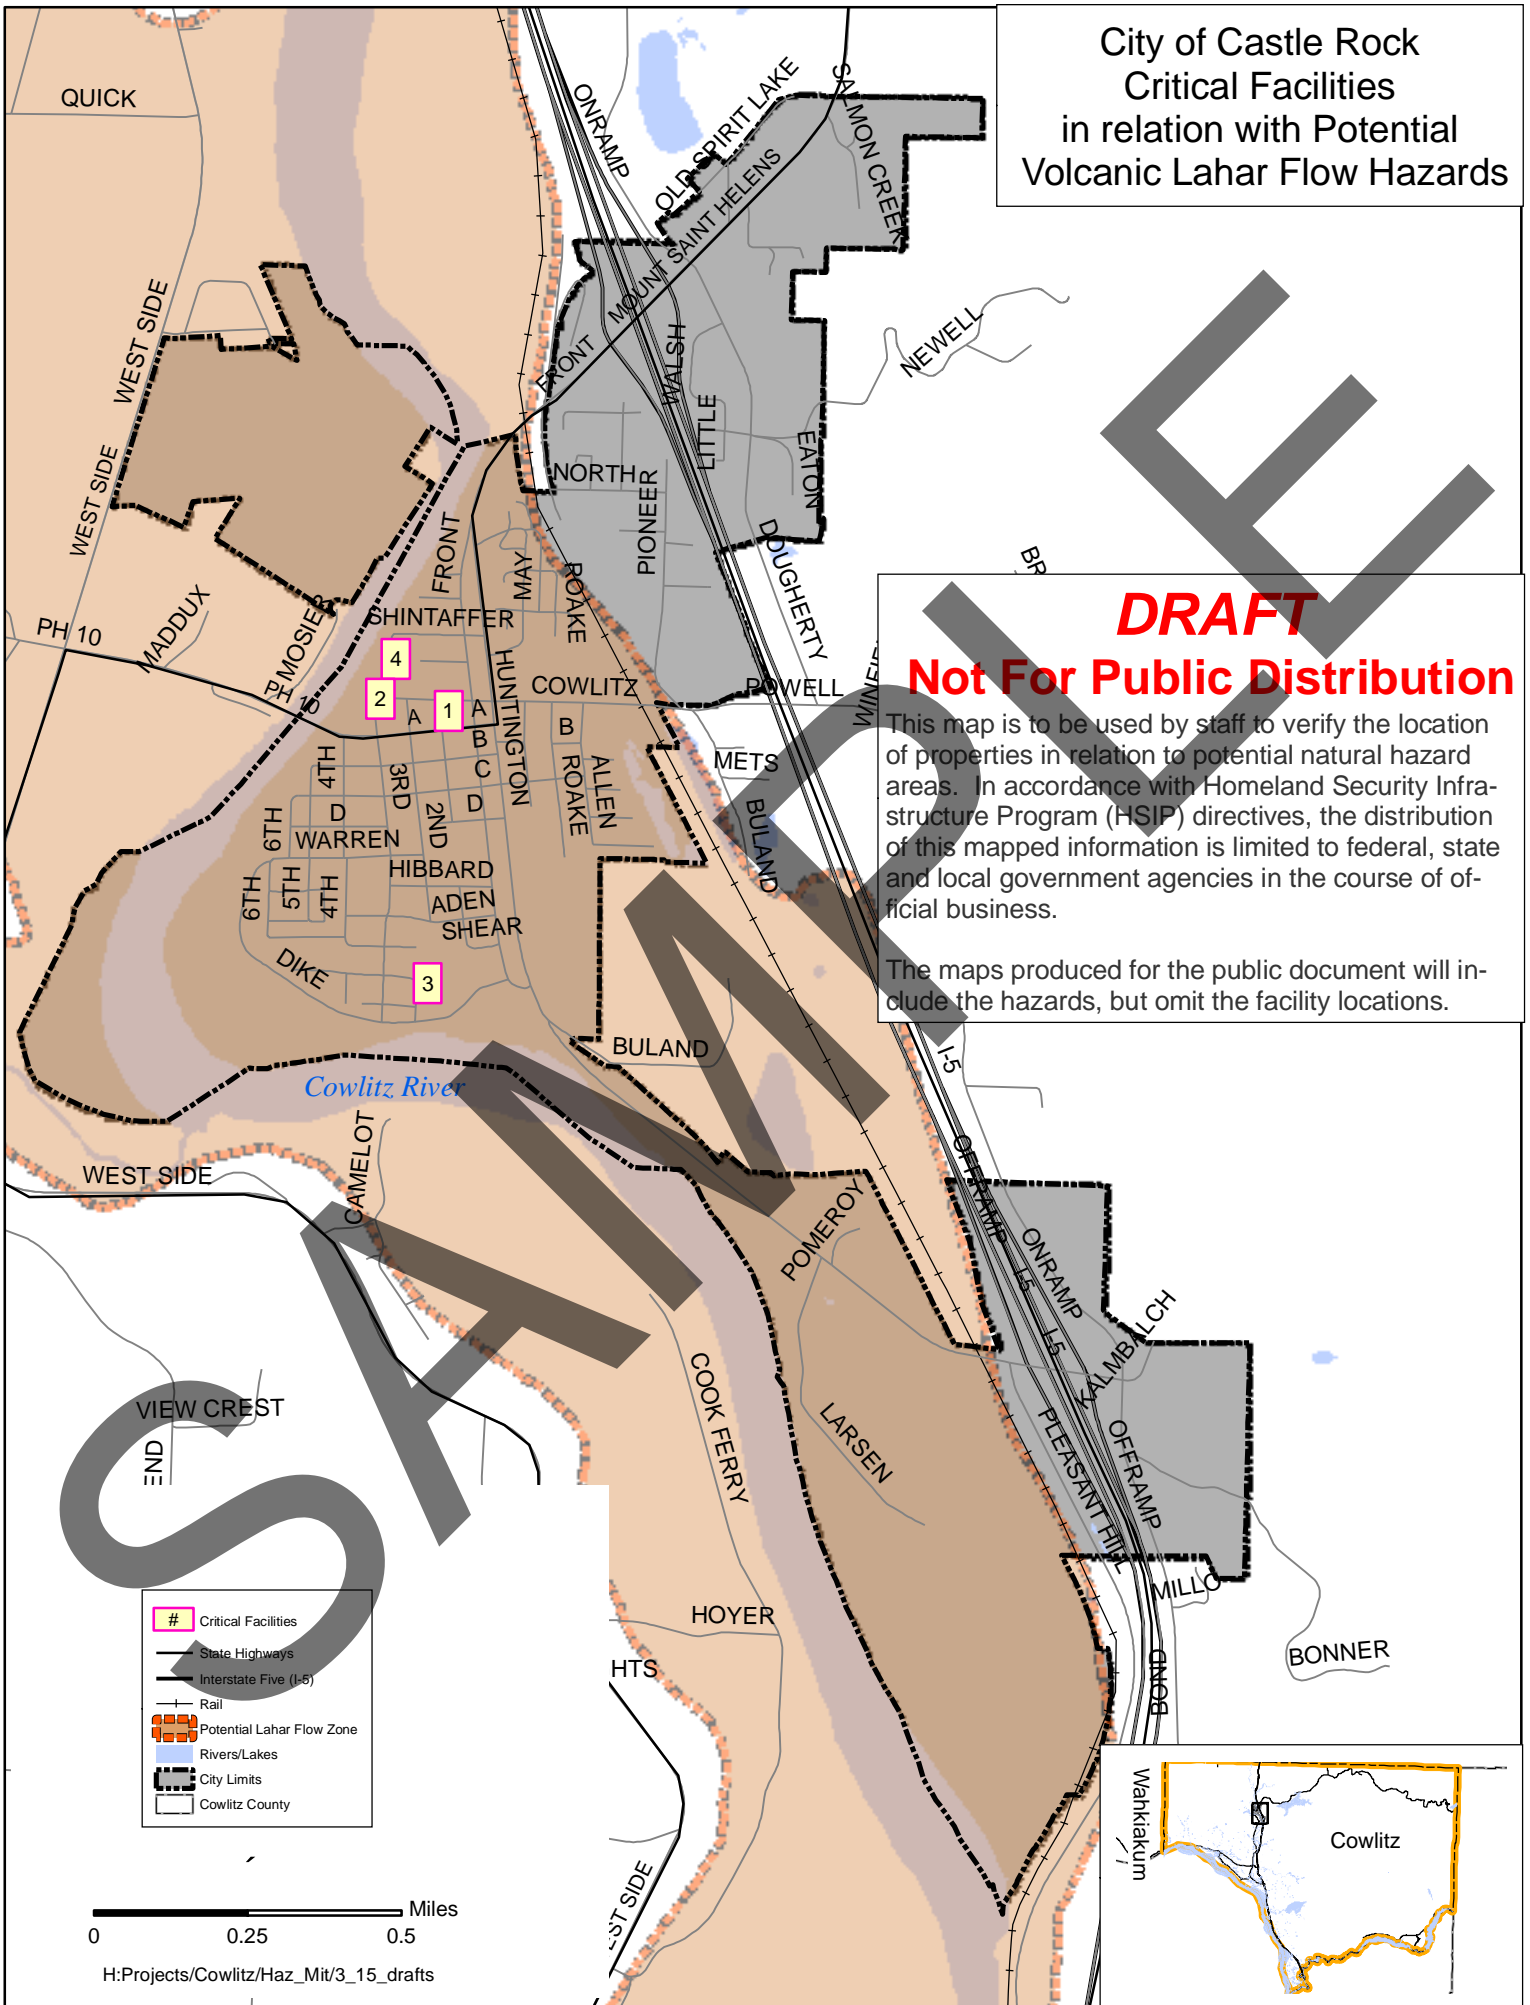 City of Castle Rock
Critical Facilities
in relation with Potential
Volcanic Lahar Flow Hazards
QUICK
ONRAMP
OLD SPIRIT LAKE
SALMON CREEK
MOUNT SAINT HELENS
WEST SIDE
FRONT
WALSH
LITTLE
NEWELL
EATON
WEST SIDE
NORTH
PIONEER
FRONT
MAY
ROAKE
DOUGHERTY
BR
DRAFT
Not For Public Distribution
This map is to be used by staff to verify the location
of properties in relation to potential natural hazard
areas. In accordance with Homeland Security Infra-
structure Program (HSIP) directives, the distribution
of this mapped information is limited to federal, state
and local government agencies in the course of of-
ficial business.
The maps produced for the public document will in-
clude the hazards, but omit the facility locations.
PH 10
MADDUX
MOSIER
SHINTAFFER
4
2
1
PH 10
A
A
HUNTINGTON
COWLITZ
POWELL
WINFIE
B
B
C
METS
4TH
3RD
ROAKE
ALLEN
D
D
2ND
BULAND
6TH
WARREN
HIBBARD
6TH
5TH
4TH
ADEN
SHEAR
DIKE
3
BULAND
I-5
Cowlitz River
CAMELOT
WEST SIDE
OFFRAMP
POMEROY
ONRAMP
I-5
I-5
KALMBALCH
COOK FERRY
VIEW CREST
END
LARSEN
PLEASANT HILL
OFFRAMP
MILLO
HOYER
HTS
BONNER
BOND
EST SIDE
# Critical Facilities
State Highways
Interstate Five (I-5)
Rail
Potential Lahar Flow Zone
Rivers/Lakes
City Limits
Cowlitz County
Miles
0 0.25 0.5
H:Projects/Cowlitz/Haz_Mit/3_15_drafts
Wahkiakum
Cowlitz
SAMPLE